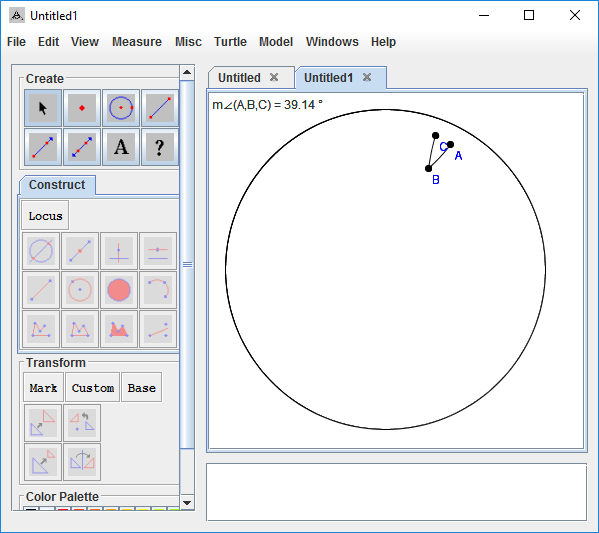 Untitled1
File Edit View Measure Misc Turtle Model Windows Help
Create
A ?
Construct
Locus
Transform
Mark Custom Base
Color Palette
Untitled Untitled1
m∠(A,B,C) = 39.14 °
C
A
B